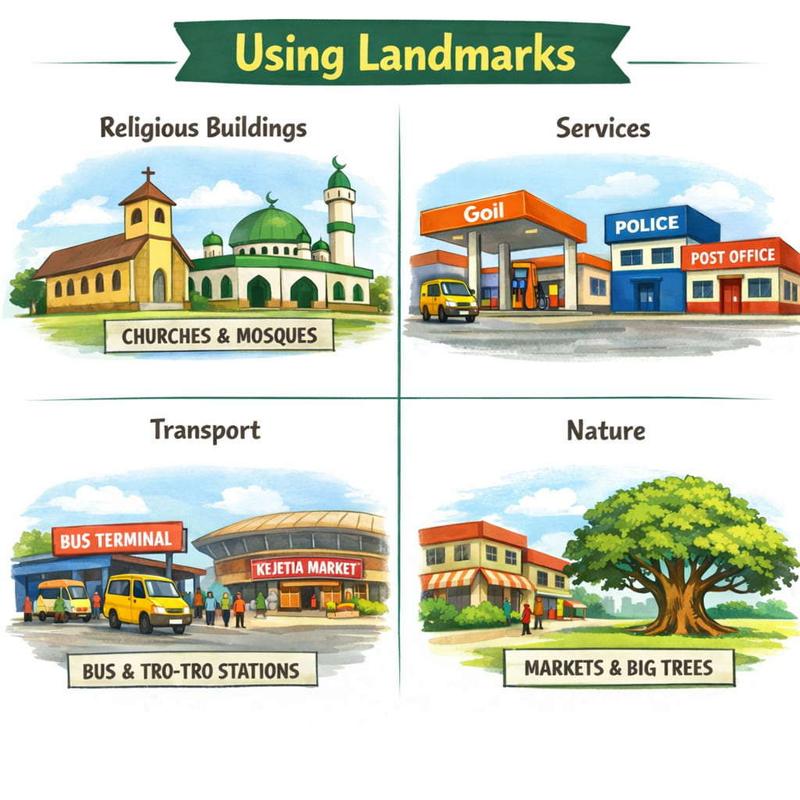 Using Landmarks
Religious Buildings
CHURCHES & MOSQUES
Services
Goil
POLICE
POST OFFICE
Transport
BUS TERMINAL
"KEJETIA MARKET"
BUS & TRO-TRO STATIONS
Nature
MARKETS & BIG TREES